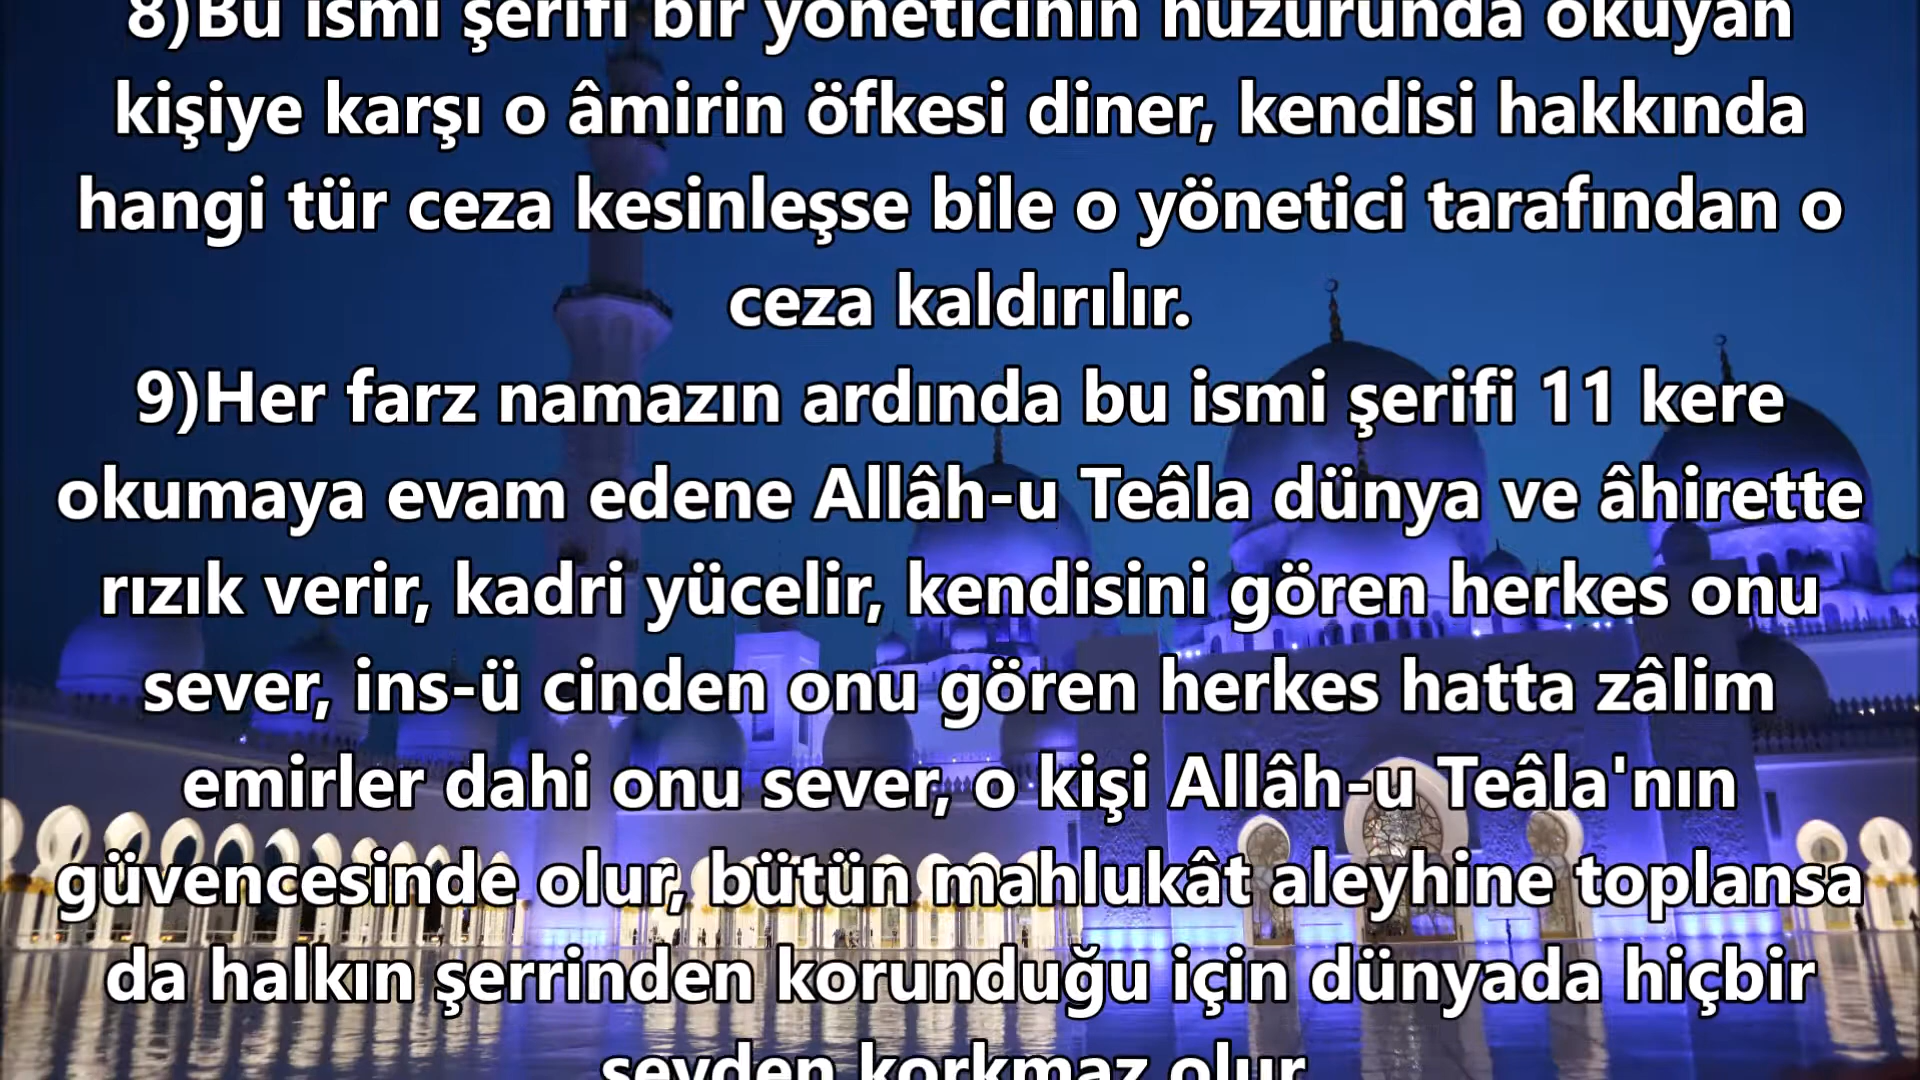 8)Bu ismi şerifi bir yöneticinin huzurunda okuyan
kişiye karşı o âmirin öfkesi diner, kendisi hakkında
hangi tür ceza kesinleşse bile o yönetici tarafından o
ceza kaldırılır.
9)Her farz namazın ardında bu ismi şerifi 11 kere
okumaya evam edene Allâh-u Teâla dünya ve âhirette
rızık verir, kadri yücelir, kendisini gören herkes onu
sever, ins-ü cinden onu gören herkes hatta zâlim
emirler dahi onu sever, o kişi Allâh-u Teâla'nın
güvencesinde olur, bütün mahlukât aleyhine toplansa
da halkın şerrinden korunduğu için dünyada hiçbir
şeyden korkmaz olur